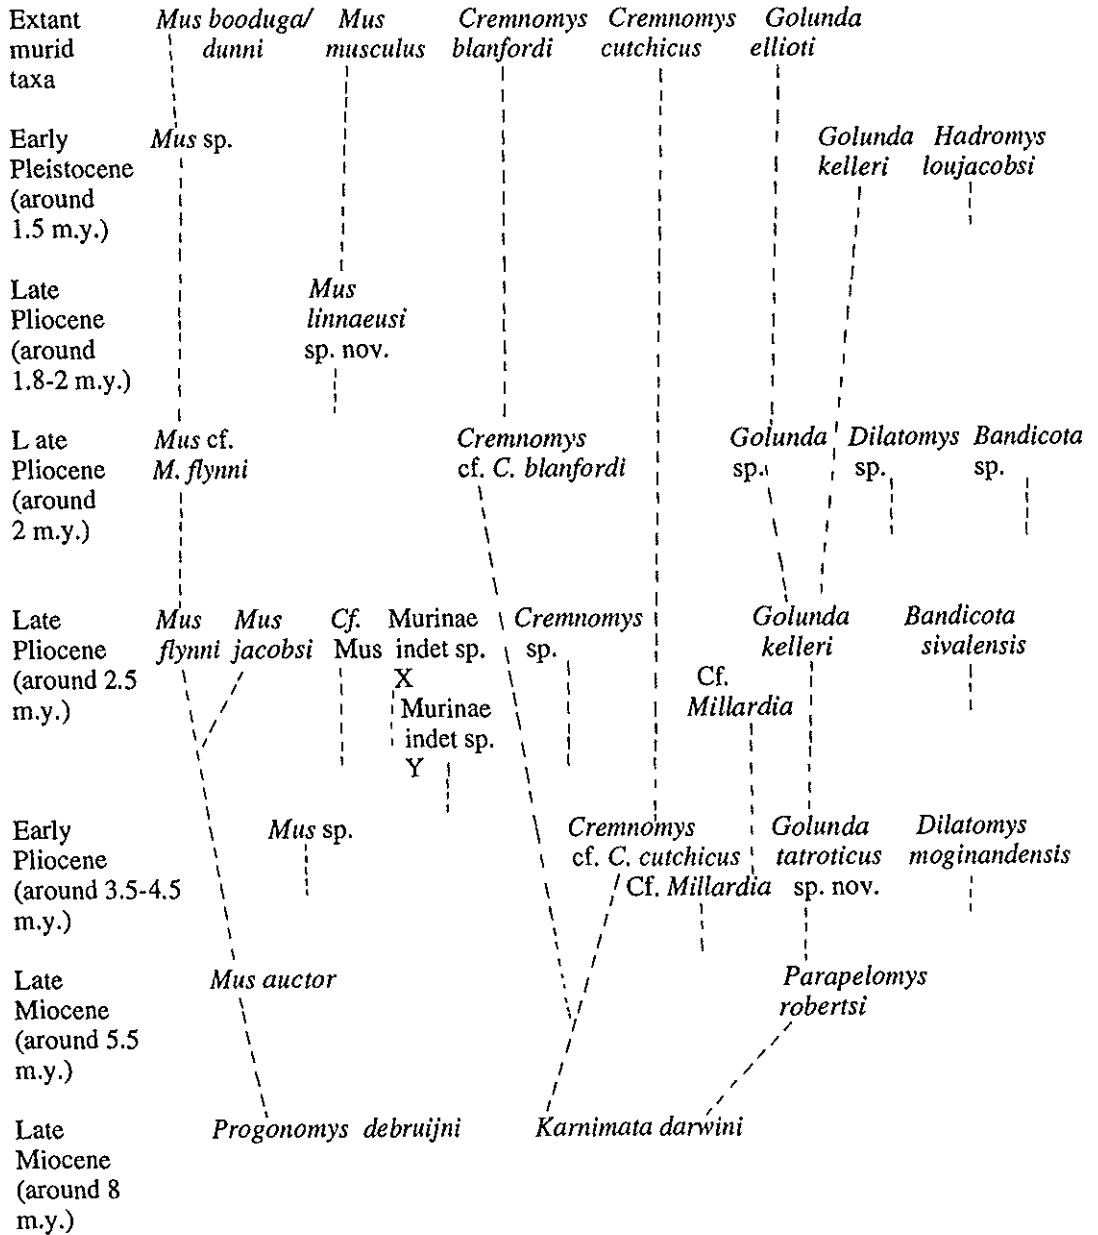 Extant Mus booduga/ Mus Cremnomys Cremnomys Golunda
murid dunni musculus blanfordi cutchicus ellioti
taxa
Early Mus sp. Golunda Hadromys
Pleistocene kelleri loujacobsi
(around
1.5 m.y.)
Late Mus
Pliocene linnaeusi
(around sp. nov.
1.8-2 m.y.)
L ate Mus cf. Cremnomys Golunda Dilatomys Bandicota
Pliocene M. flynni cf. C. blanfordi sp. sp. sp.
(around
2 m.y.)
Late Mus Mus Cf. Murinae Cremnomys Golunda Bandicota
Pliocene flynni jacobsi Mus indet sp. sp. kelleri sivalensis
(around 2.5 X Cf.
m.y.) Murinae Millardia
indet sp.
Y
Early Mus sp. Cremnomys Golunda Dilatomys
Pliocene cf. C. cutchicus tatroticus moginandensis
(around 3.5-4.5 Cf. Millardia sp. nov.
m.y.)
Late Mus auctor Parapelomys
Miocene robertsi
(around 5.5
m.y.)
Late Progonomys debruijni Karnimata darwini
Miocene
(around 8
m.y.)